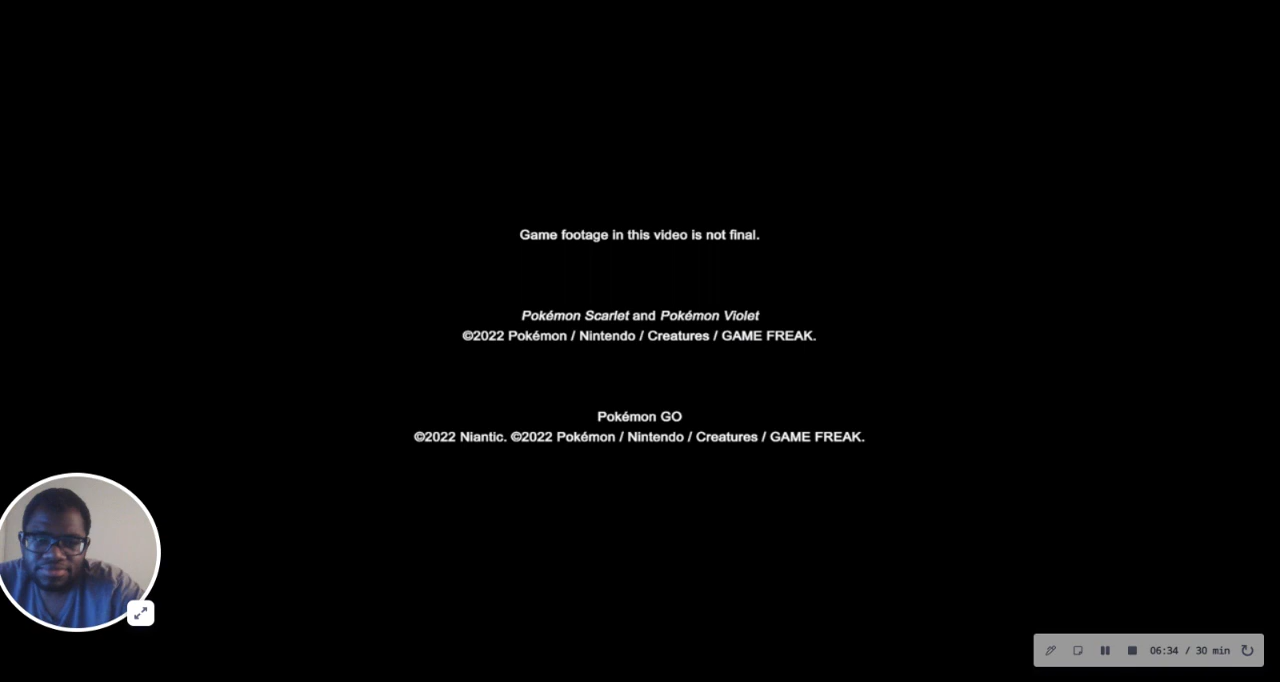 Game footage in this video is not final.
Pokémon Scarlet and Pokémon Violet
©2022 Pokémon / Nintendo / Creatures / GAME FREAK.
Pokémon GO
©2022 Niantic. ©2022 Pokémon / Nintendo / Creatures / GAME FREAK.
06:34 / 30 min